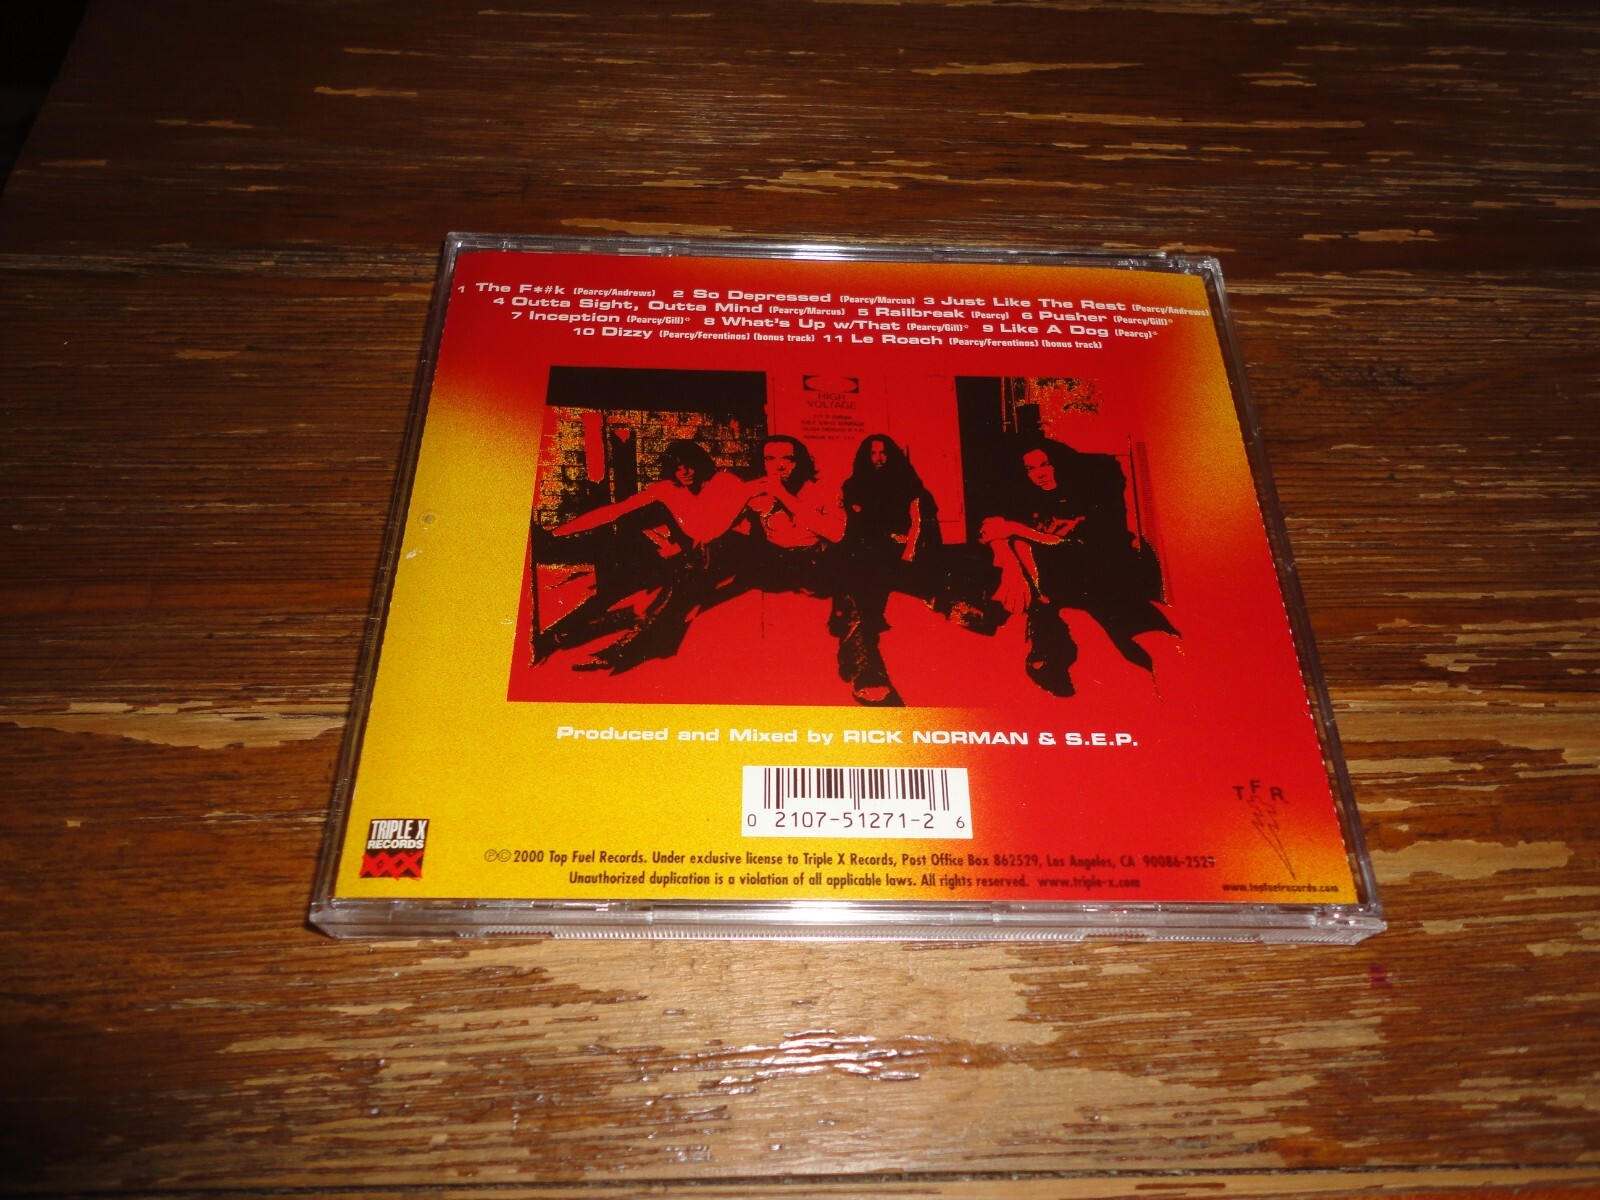 1 The F*#k (Pearcy/Andrews) 2 So Depressed (Pearcy/Marcus) 3 Just Like The Rest (Pearcy/Andrews)
4 Outta Sight, Outta Mind (Pearcy/Marcus) 5 Railbreak (Pearcy) 6 Pusher (Pearcy/Gill)*
7 Inception (Pearcy/Gill)* 8 What's Up w/That (Pearcy/Gill)* 9 Like A Dog (Pearcy)*
10 Dizzy (Pearcy/Ferentinos) (bonus track) 11 Le Roach (Pearcy/Ferentinos) (bonus track)
HIGH
VOLTAGE
Produced and Mixed by RICK NORMAN & S.E.P.
0 2107-51271-2 6
TFR
TRIPLE X
RECORDS
XXX
℗© 2000 Top Fuel Records. Under exclusive license to Triple X Records, Post Office Box 862529, Los Angeles, CA 90086-2529
Unauthorized duplication is a violation of all applicable laws. All rights reserved. www.triple-x.com
www.topfuelrecords.com